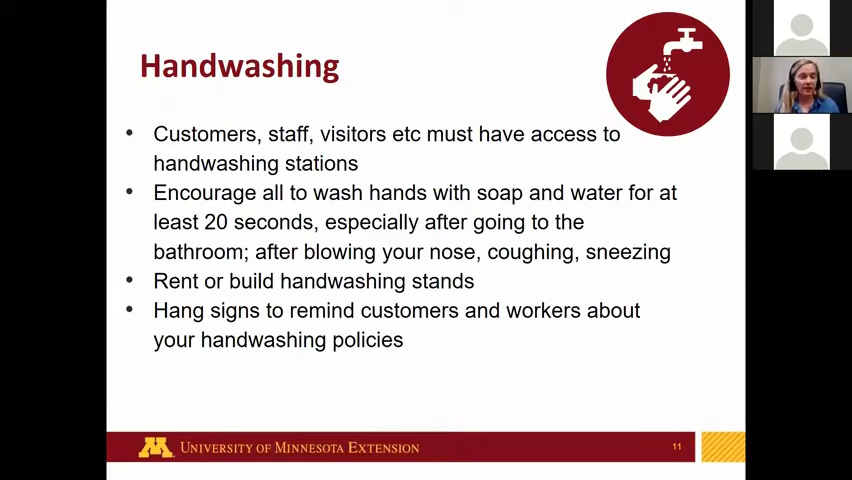 Handwashing
• Customers, staff, visitors etc must have access to
handwashing stations
• Encourage all to wash hands with soap and water for at
least 20 seconds, especially after going to the
bathroom; after blowing your nose, coughing, sneezing
• Rent or build handwashing stands
• Hang signs to remind customers and workers about
your handwashing policies
M UNIVERSITY OF MINNESOTA EXTENSION
11